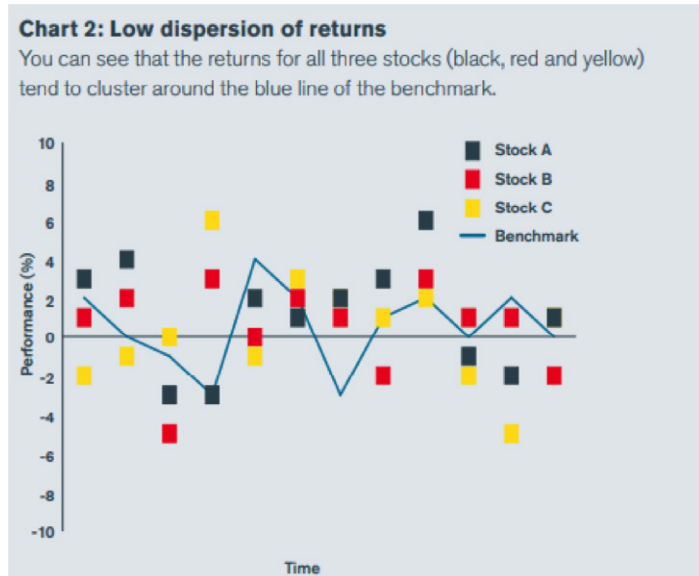 Chart 2: Low dispersion of returns
You can see that the returns for all three stocks (black, red and yellow)
tend to cluster around the blue line of the benchmark.
10
8
6
4
2
0
-2
-4
-6
-8
-10
Performance (%)
Stock A
Stock B
Stock C
Benchmark
Time